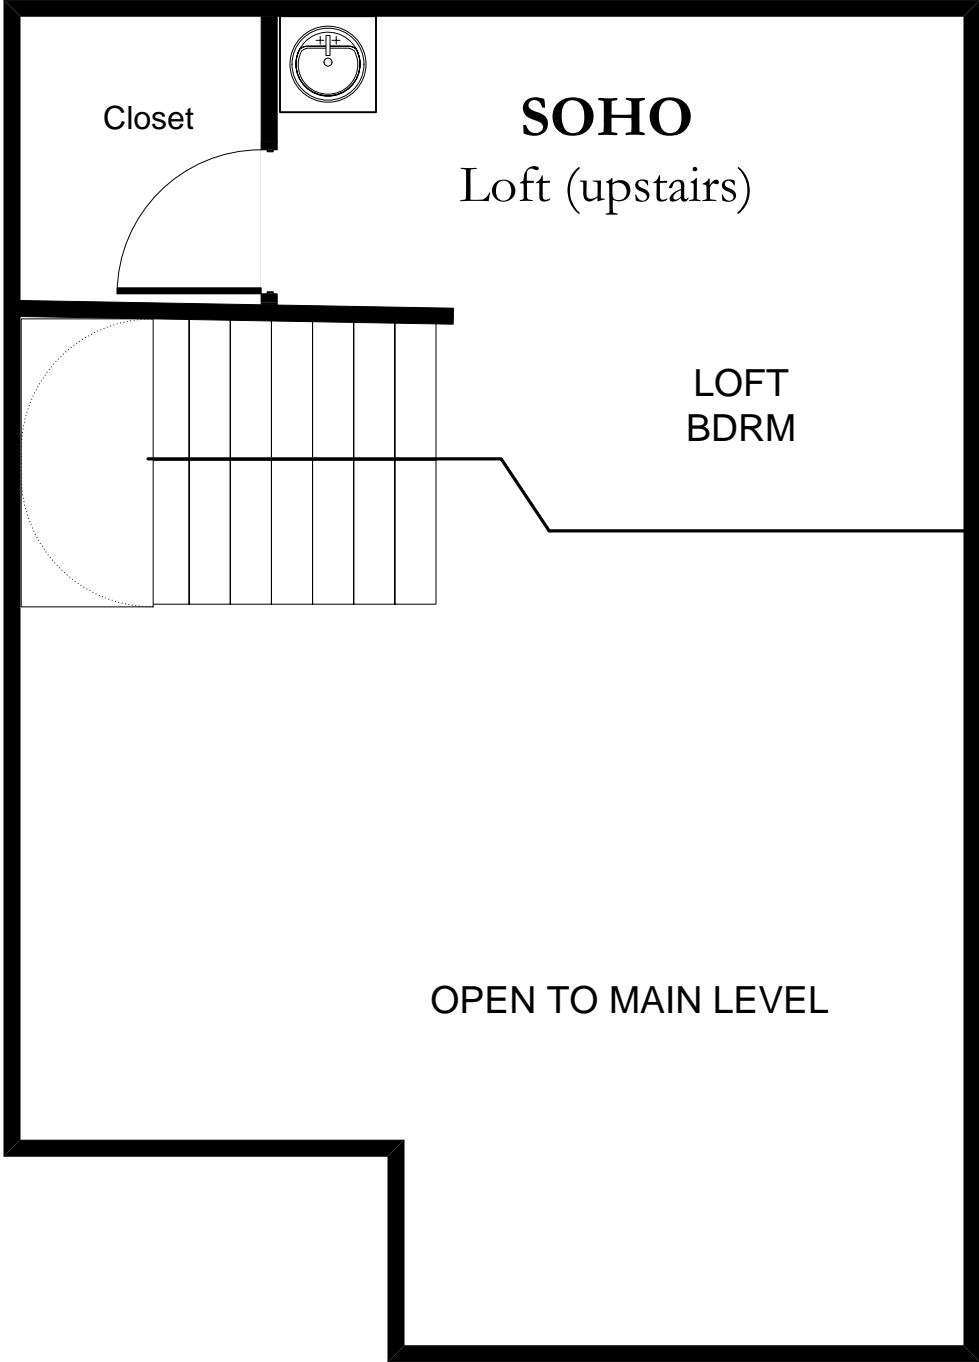 Closet
SOHO
Loft (upstairs)
LOFT
BDRM
OPEN TO MAIN LEVEL